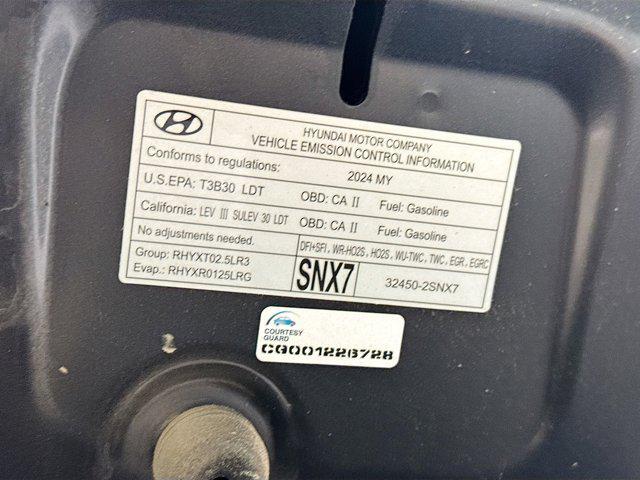 HYUNDAI MOTOR COMPANY
VEHICLE EMISSION CONTROL INFORMATION
Conforms to regulations: 2024 MY
U.S.EPA: T3B30 LDT OBD: CA II Fuel: Gasoline
California: LEV III SULEV 30 LDT OBD: CA II Fuel: Gasoline
No adjustments needed. DFI+SFI, WR-HO2S, HO2S, WU-TWC, TWC, EGR, EGRC
Group: RHYXT02.5LR3
Evap.: RHYXR0125LRG
SNX7 32450-2SNX7
COURTESY
GUARD
CG001226728